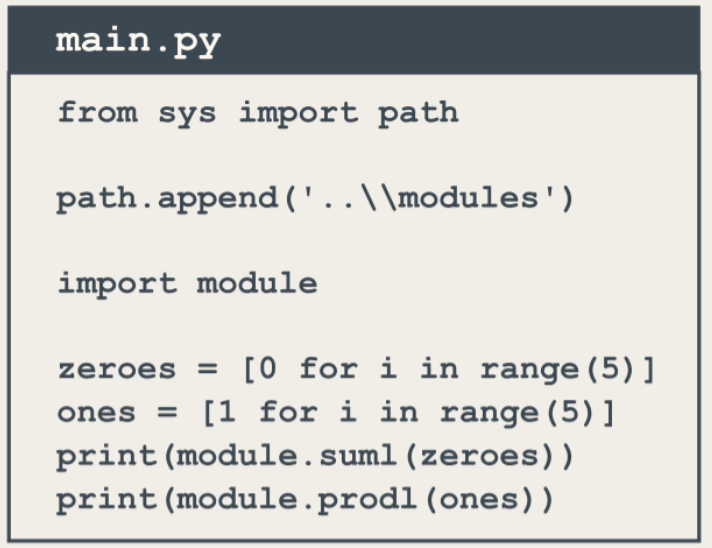 main.py
from sys import path
path.append('..\\modules')
import module
zeroes = [0 for i in range(5)]
ones = [1 for i in range(5)]
print(module.suml(zeroes))
print(module.prodl(ones))